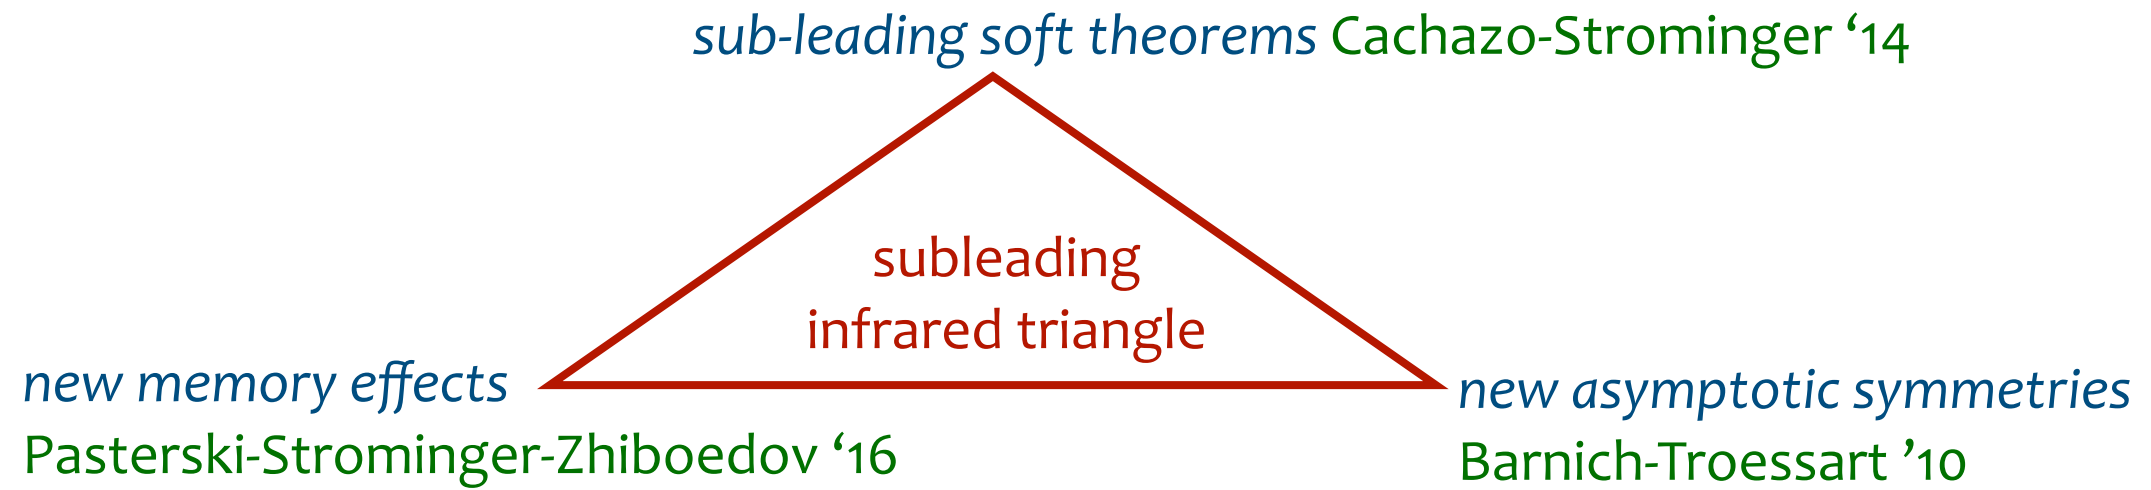 sub-leading soft theorems Cachazo-Strominger ‘14
subleading
infrared triangle
new memory effects
Pasterski-Strominger-Zhiboedov ‘16
new asymptotic symmetries
Barnich-Troessart ’10